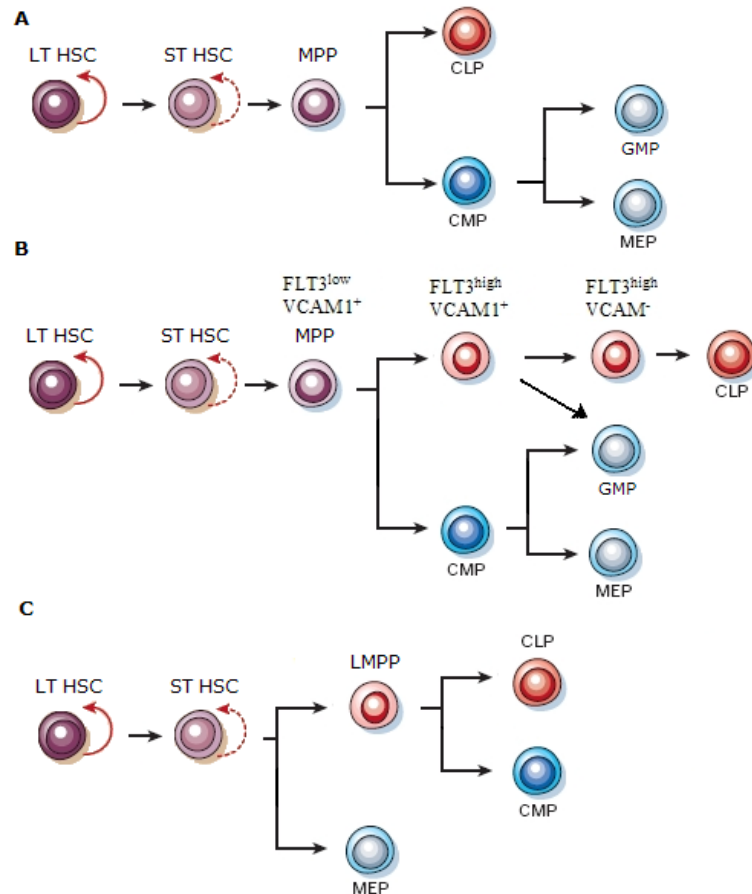 A
LT HSC
ST HSC
MPP
CLP
CMP
GMP
MEP
B
FLT3low
VCAM1+
MPP
FLT3high
VCAM1+
FLT3high
VCAM-
LT HSC
ST HSC
CLP
GMP
CMP
MEP
C
LT HSC
ST HSC
LMPP
CLP
CMP
MEP